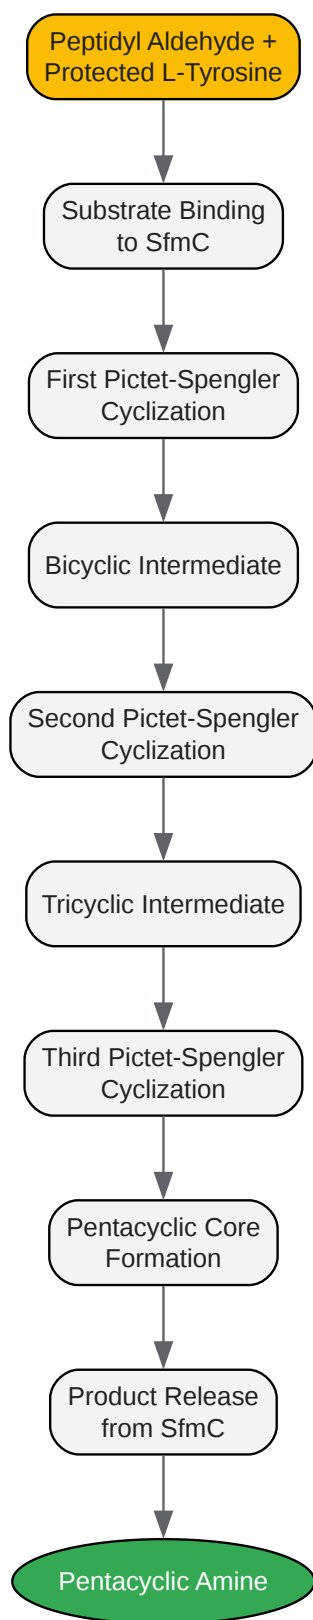 Peptidyl Aldehyde +
Protected L-Tyrosine
Substrate Binding
to SfmC
First Pictet-Spengler
Cyclization
Bicyclic Intermediate
Second Pictet-Spengler
Cyclization
Tricyclic Intermediate
Third Pictet-Spengler
Cyclization
Pentacyclic Core
Formation
Product Release
from SfmC
Pentacyclic Amine